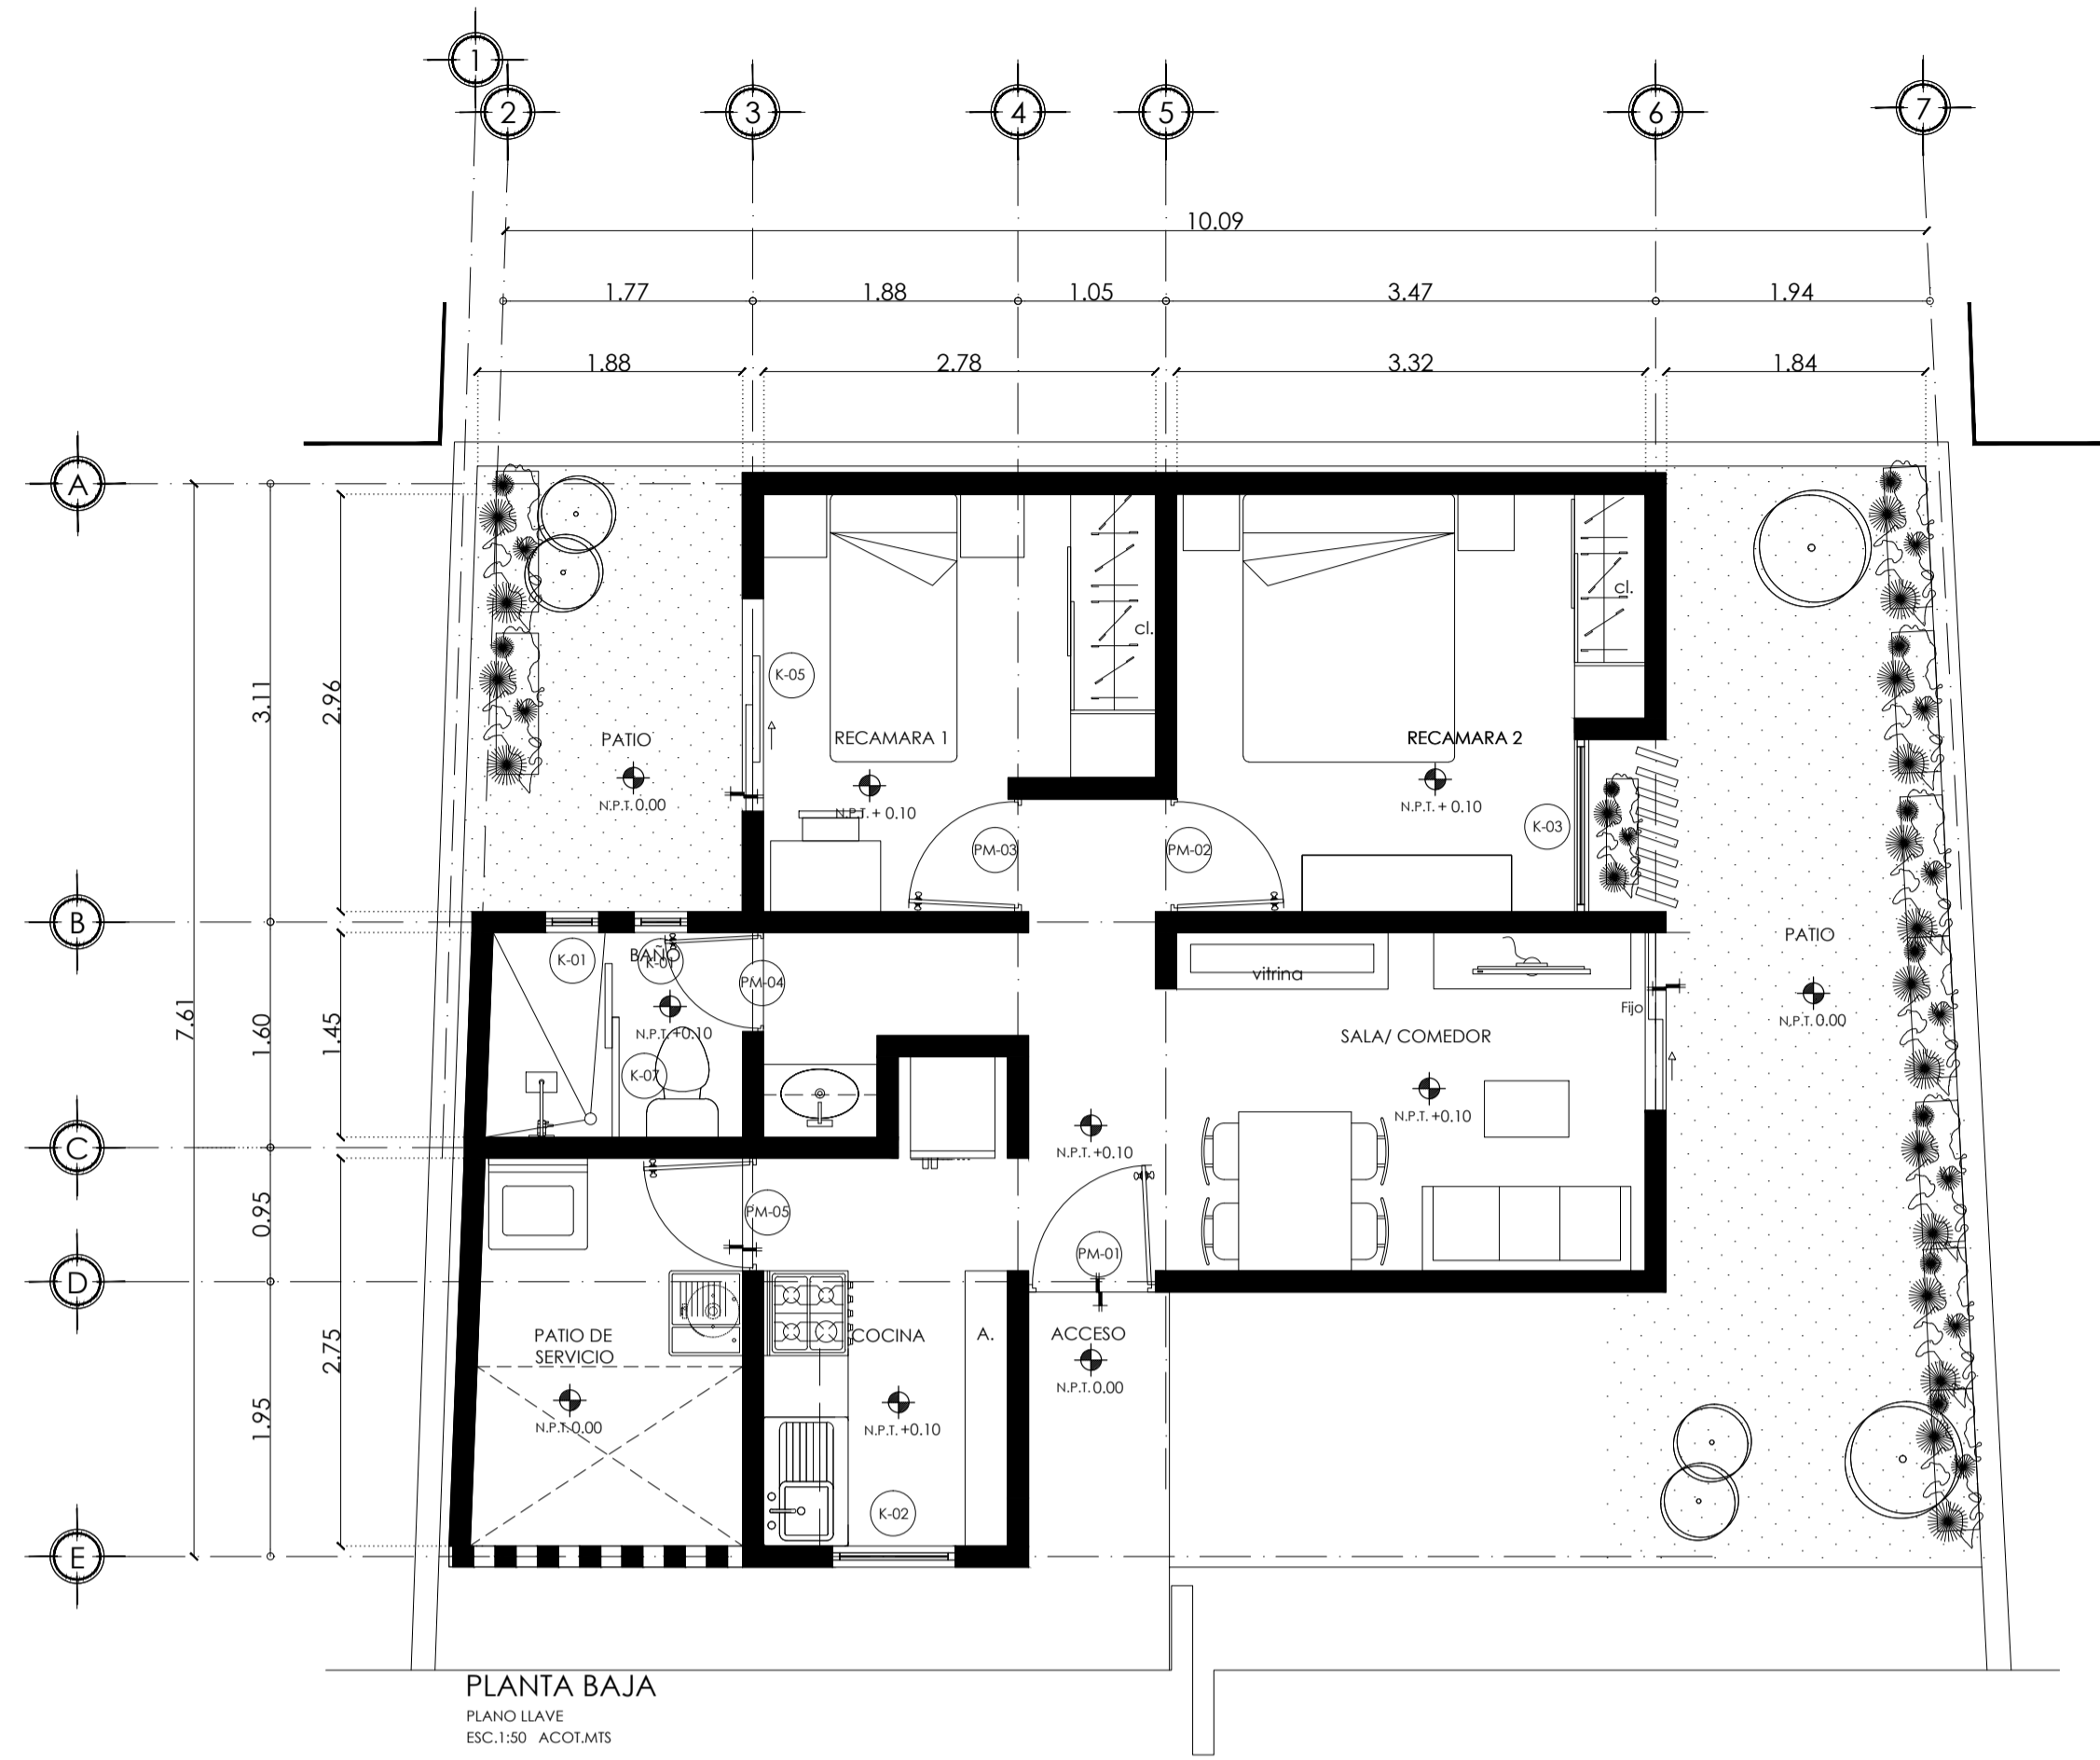 1
2
3
4
5
6
7
10.09
1.77
1.88
1.05
3.47
1.94
1.88
2.78
3.32
1.84
A
B
C
D
E
7.61
3.11
1.60
0.95
1.95
2.96
1.45
2.75
PATIO
N.P.T. 0.00
K-05
RECAMARA 1
N.P.T. + 0.10
cl.
PM-03
PM-02
RECAMARA 2
N.P.T. + 0.10
cl.
K-03
PATIO
N.P.T. 0.00
K-01
BAÑO
K-01
N.P.T. +0.10
K-07
PM-04
vitrina
Fijo
SALA/ COMEDOR
N.P.T. +0.10
N.P.T. +0.10
PM-05
PM-01
PATIO DE
SERVICIO
N.P.T. 0.00
COCINA
A.
N.P.T. +0.10
K-02
ACCESO
N.P.T. 0.00
PLANTA BAJA
PLANO LLAVE
ESC.1:50 ACOT.MTS